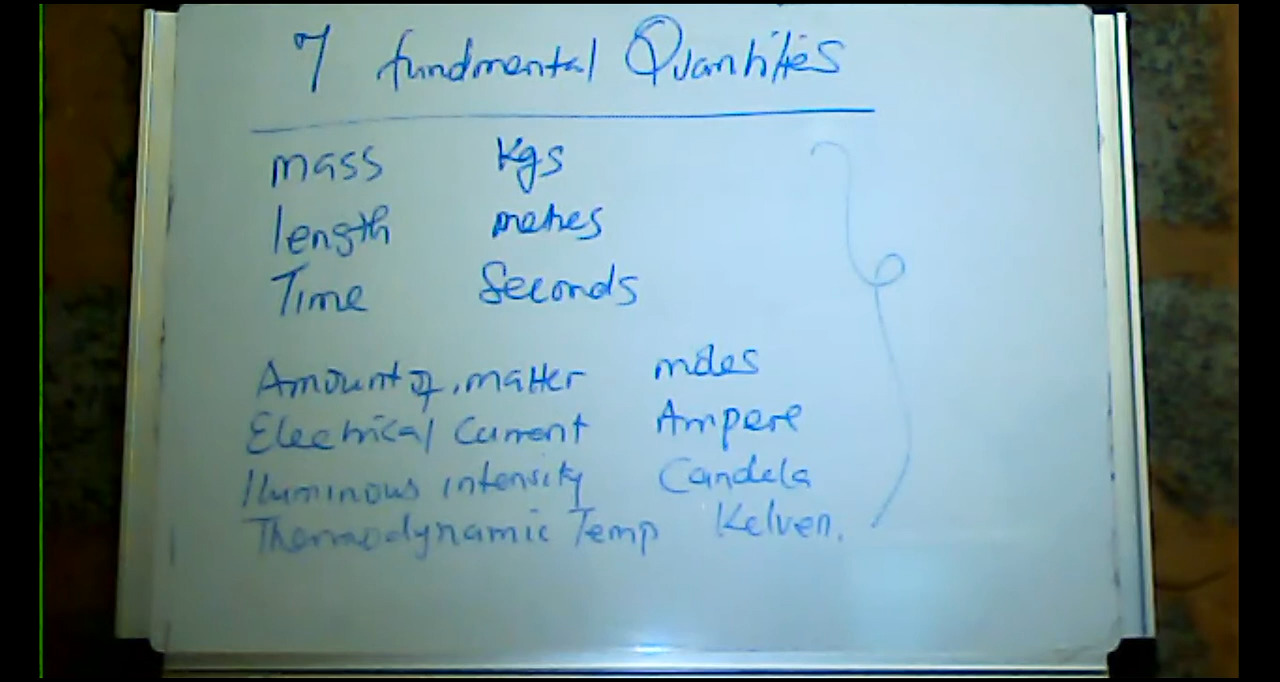 7 fundmental Quantities
mass kgs
length metres
Time Seconds
Amount of matter moles
Electrical Current Ampere
Iluminous intensity Candela
Thermodynamic Temp Kelven.